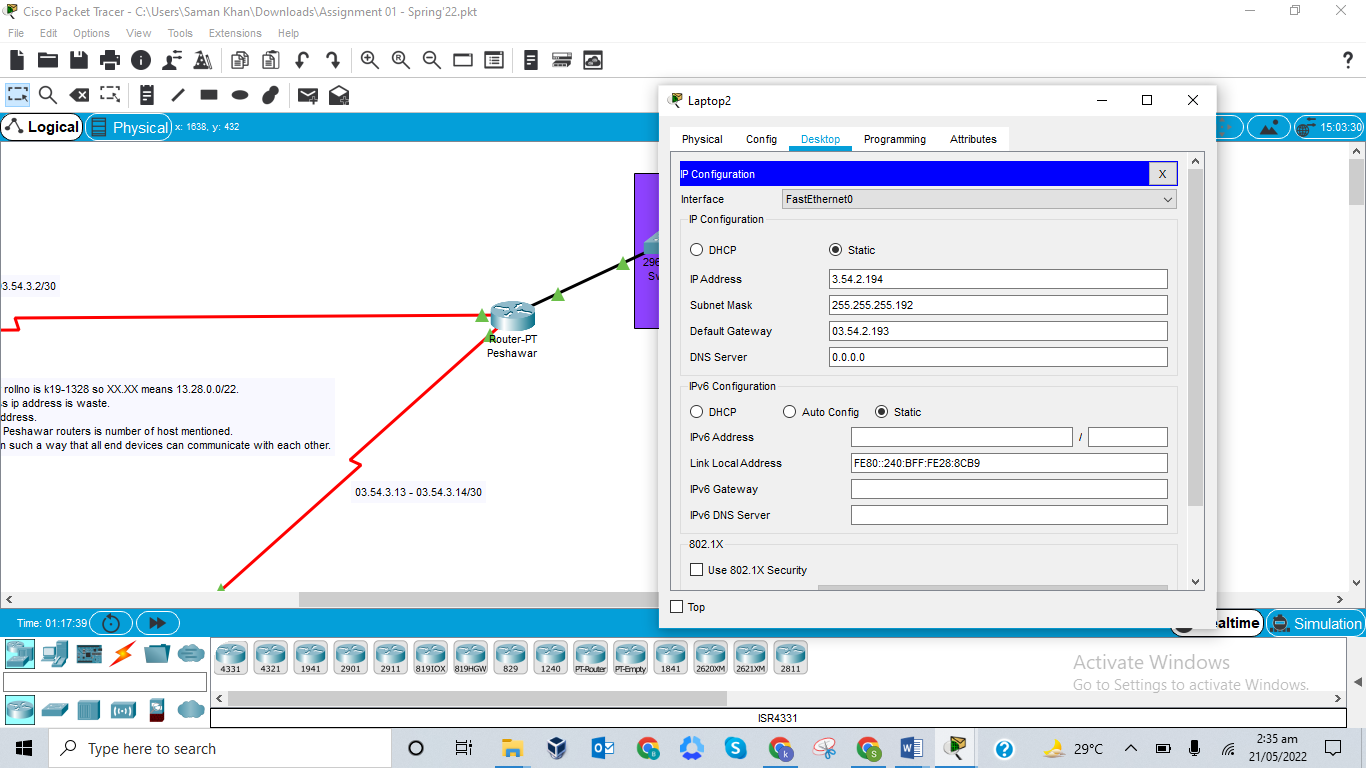 Cisco Packet Tracer - C:\Users\Saman Khan\Downloads\Assignment 01 - Spring'22.pkt
File Edit Options View Tools Extensions Help
?
Logical Physical x: 1638, y: 432
15:03:30
Laptop2
Physical Config Desktop Programming Attributes
IP Configuration X
Interface FastEthernet0
IP Configuration
DHCP Static
IP Address 3.54.2.194
Subnet Mask 255.255.255.192
Default Gateway 03.54.2.193
DNS Server 0.0.0.0
IPv6 Configuration
DHCP Auto Config Static
IPv6 Address /
Link Local Address FE80::240:BFF:FE28:8CB9
IPv6 Gateway
IPv6 DNS Server
802.1X
Use 802.1X Security
Top
296
Sw
3.54.3.2/30
Router-PT
Peshawar
rollno is k19-1328 so XX.XX means 13.28.0.0/22.
s ip address is waste.
ddress.
Peshawar routers is number of host mentioned.
n such a way that all end devices can communicate with each other.
03.54.3.13 - 03.54.3.14/30
Time: 01:17:39
ealtime Simulation
4331 4321 1941 2901 2911 819IOX 819HGW 829 1240 PT-Router PT-Empty 1841 2620XM 2621XM 2811
Activate Windows
Go to Settings to activate Windows.
ISR4331
Type here to search
29°C
2:35 am
21/05/2022